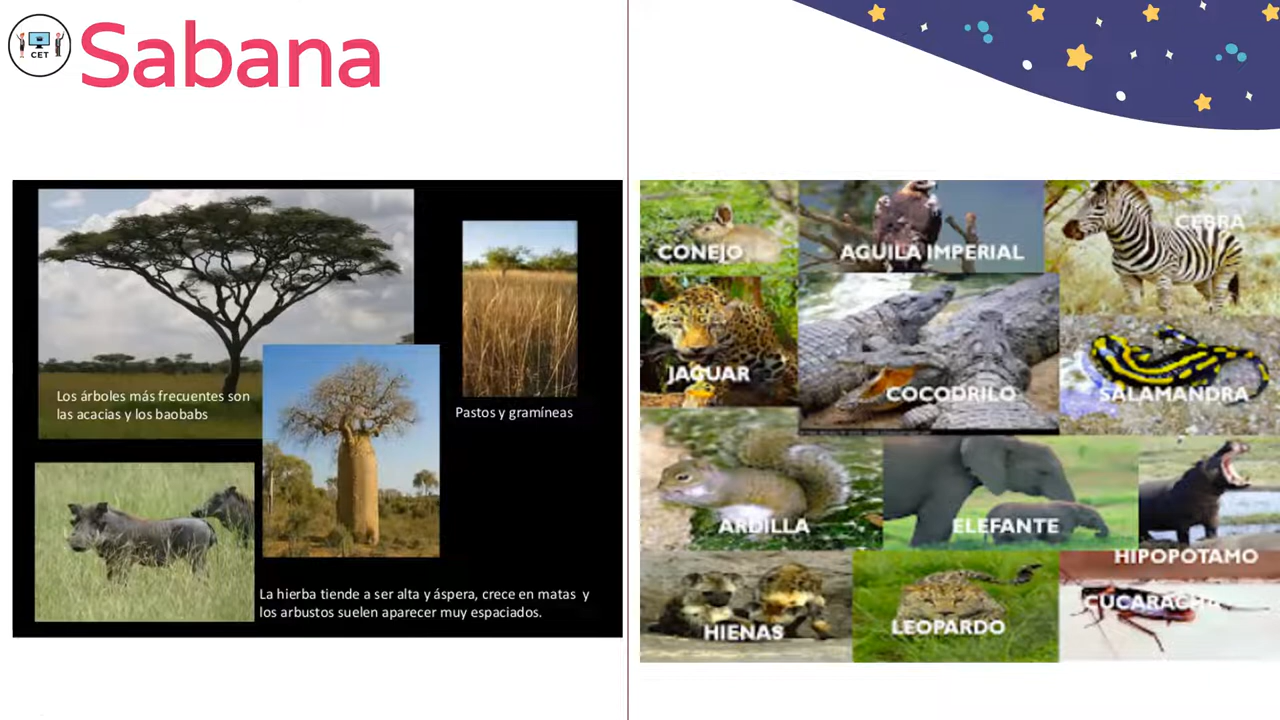 CET
Sabana
Los árboles más frecuentes son
las acacias y los baobabs
Pastos y gramíneas
La hierba tiende a ser alta y áspera, crece en matas y
los arbustos suelen aparecer muy espaciados.
CONEJO
AGUILA IMPERIAL
CEBRA
JAGUAR
COCODRILO
SALAMANDRA
ARDILLA
ELEFANTE
HIPOPOTAMO
HIENAS
LEOPARDO
CUCARACHA